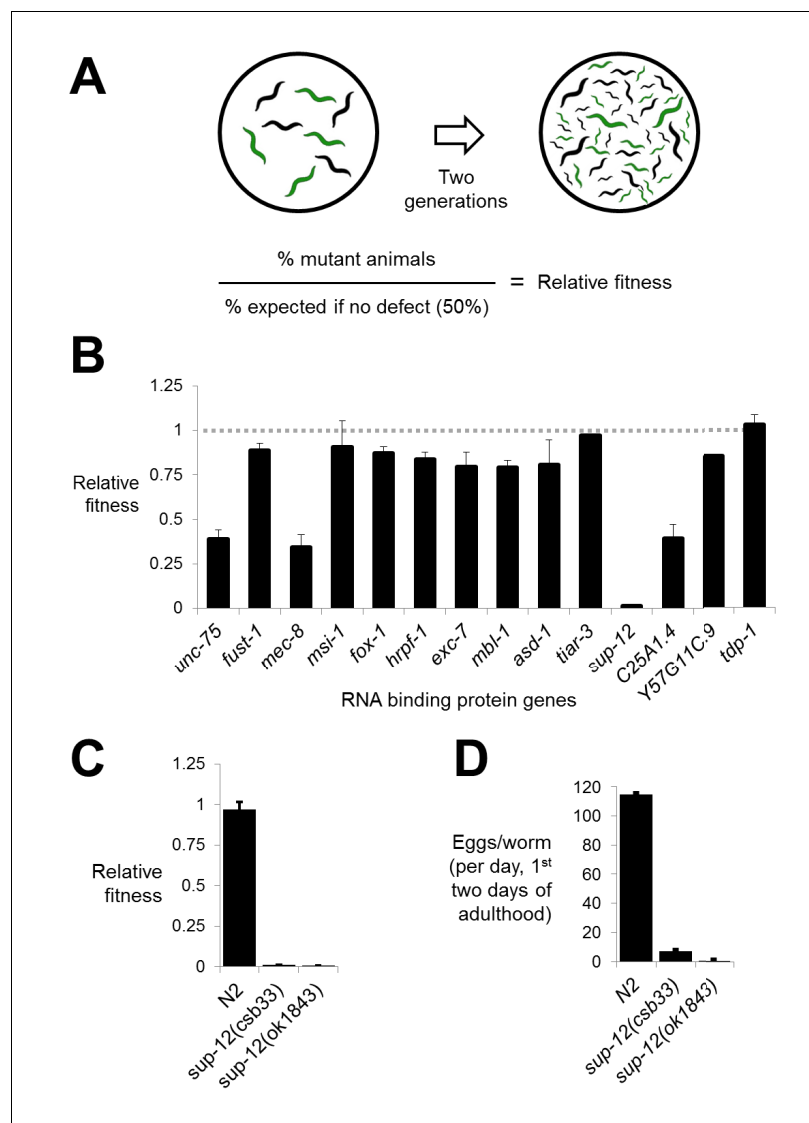 A
Two
generations
% mutant animals
% expected if no defect (50%)
= Relative fitness
B
1.25
1
0.75
0.5
0.25
0
Relative
fitness
unc-75
fust-1
mec-8
msi-1
fox-1
hrpf-1
exc-7
mbl-1
asd-1
tiar-3
sup-12
C25A1.4
Y57G11C.9
tdp-1
RNA binding protein genes
C
1.25
1
0.75
0.5
0.25
0
Relative
fitness
N2
sup-12(csb33)
sup-12(ok1843)
D
120
100
80
60
40
20
0
Eggs/worm
(per day, 1st
two days of
adulthood)
N2
sup-12(csb33)
sup-12(ok1843)